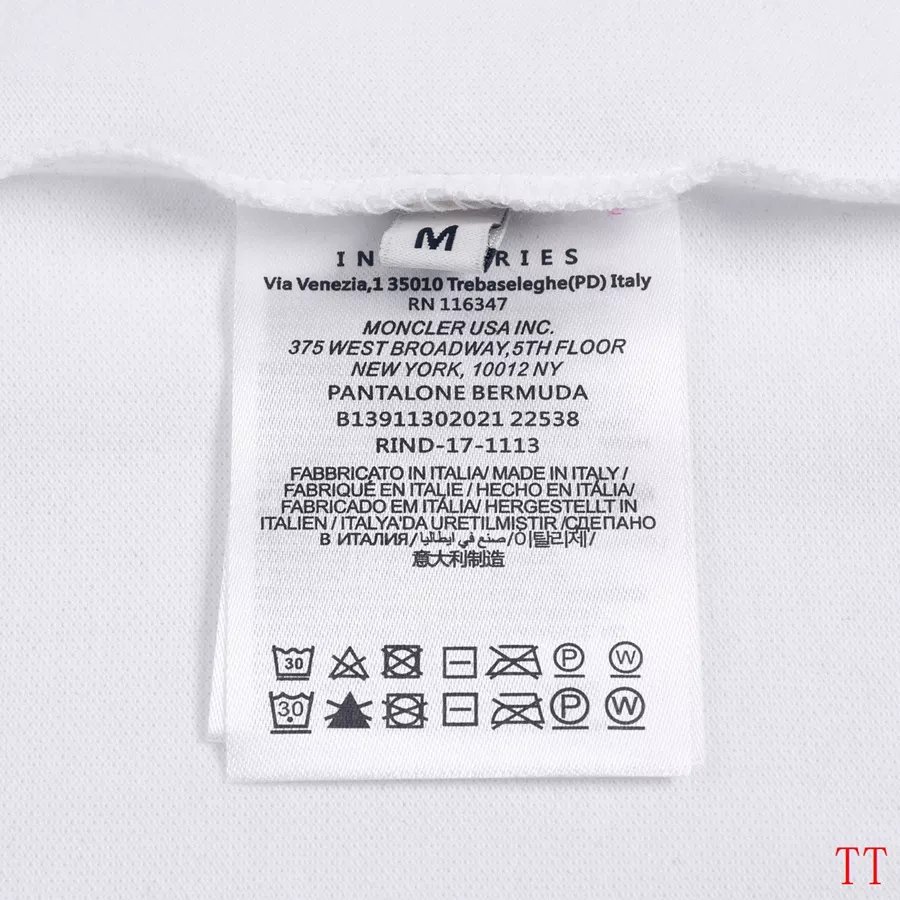 M
IN RIES
Via Venezia,1 35010 Trebaseleghe(PD) Italy
RN 116347
MONCLER USA INC.
375 WEST BROADWAY,5TH FLOOR
NEW YORK, 10012 NY
PANTALONE BERMUDA
B13911302021 22538
RIND-17-1113
FABBRICATO IN ITALIA/ MADE IN ITALY /
FABRIQUÉ EN ITALIE / HECHO EN ITÁLIA/
FABRICADO EM ITALIA/ HERGESTELLT IN
ITALIEN / ITALYA'DA URETILMISTIR /СДЕПАНО
В ИТАЛИЯ/صنع في ايطاليا/이탈리제/
意大利制造
30 P W
30 P W
TT